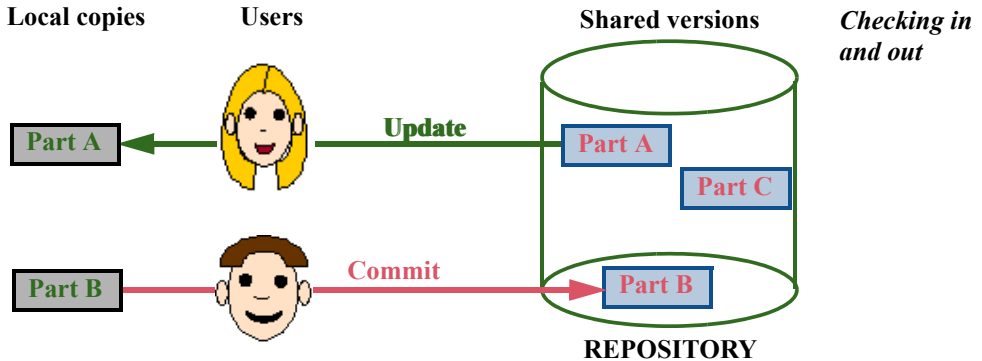 Local copies
Users
Shared versions
Checking in
and out
Part A
Update
Part A
Part C
Part B
Commit
Part B
REPOSITORY